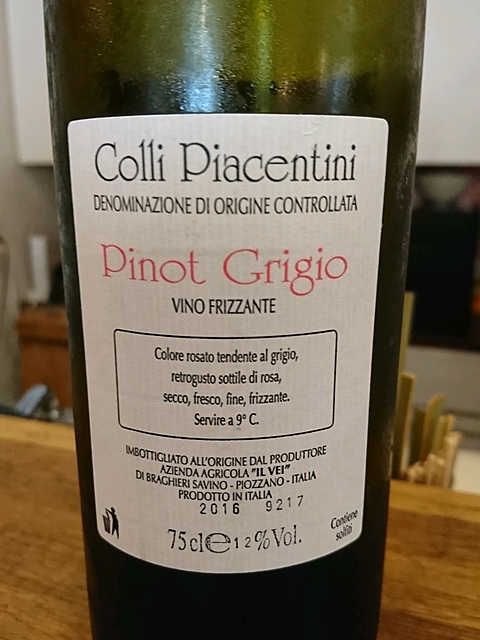 Colli Piacentini
DENOMINAZIONE DI ORIGINE CONTROLLATA
Pinot Grigio
VINO FRIZZANTE
Colore rosato tendente al grigio,
retrogusto sottile di rosa,
secco, fresco, fine, frizzante.
Servire a 9° C.
IMBOTTIGLIATO ALL'ORIGINE DAL PRODUTTORE
AZIENDA AGRICOLA "IL VEI"
DI BRAGHIERI SAVINO - PIOZZANO - ITALIA
PRODOTTO IN ITALIA
2016 9217
75cl℮12%Vol.
Contiene
solfiti